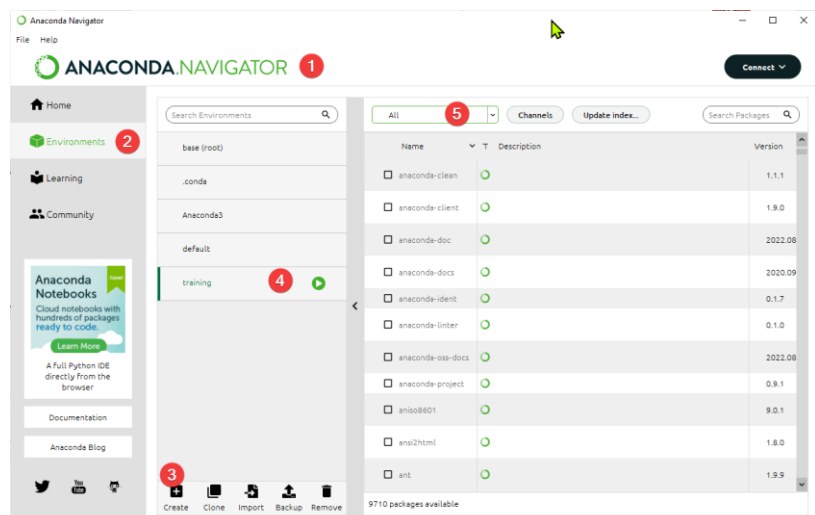 Anaconda Navigator
File Help
ANACONDA.NAVIGATOR 1
Connect
Home
Environments 2
Learning
Community
Anaconda Notebooks
New!
Cloud notebooks with
hundreds of packages
ready to code.
Learn More
A full Python IDE
directly from the
browser
Documentation
Anaconda Blog
You
Tube
Search Environments
base (root)
.conda
Anaconda3
default
training 4
3
Create Clone Import Backup Remove
All 5 Channels Update index... Search Packages
Name T Description Version
anaconda-clean 1.1.1
anaconda-client 1.9.0
anaconda-doc 2022.08
anaconda-docs 2020.09
anaconda-ident 0.1.7
anaconda-linter 0.1.0
anaconda-oss-docs 2022.08
anaconda-project 0.9.1
aniso8601 9.0.1
ansi2html 1.8.0
ant 1.9.9
9710 packages available